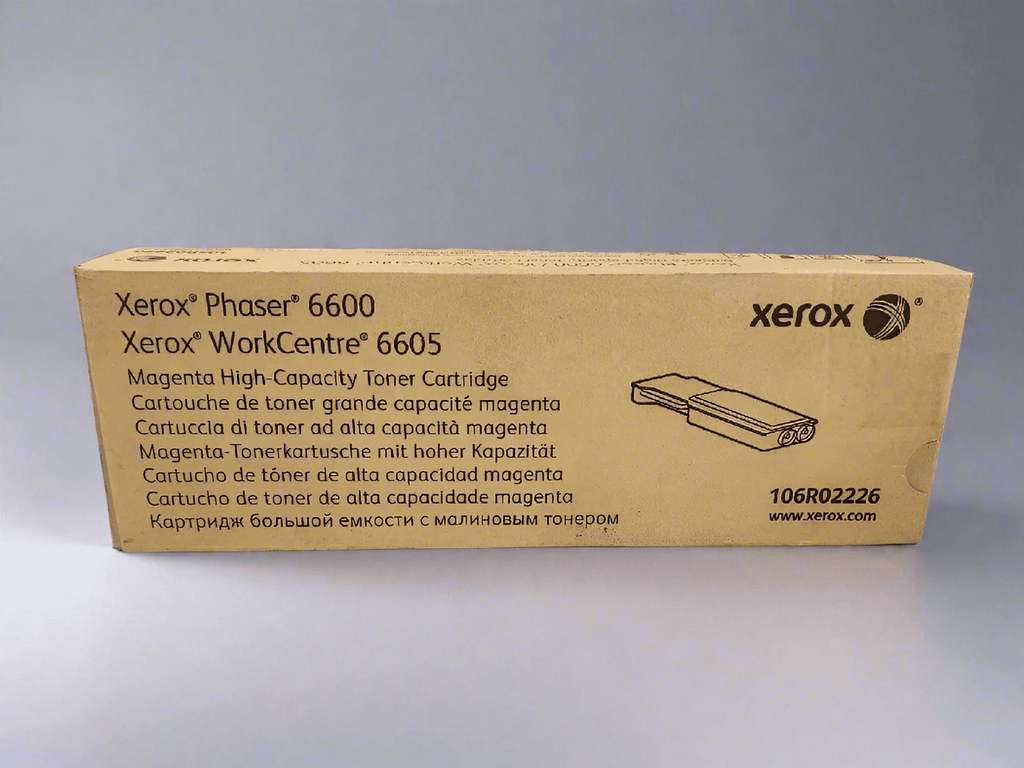 xerox
Xerox® Phaser® 6600
Xerox® WorkCentre® 6605
Magenta High-Capacity Toner Cartridge
Cartouche de toner grande capacité magenta
Cartuccia di toner ad alta capacità magenta
Magenta-Tonerkartusche mit hoher Kapazität
Cartucho de tóner de alta capacidad magenta
Cartucho de toner de alta capacidade magenta
Картридж большой емкости с малиновым тонером
xerox ®
106R02226
www.xerox.com